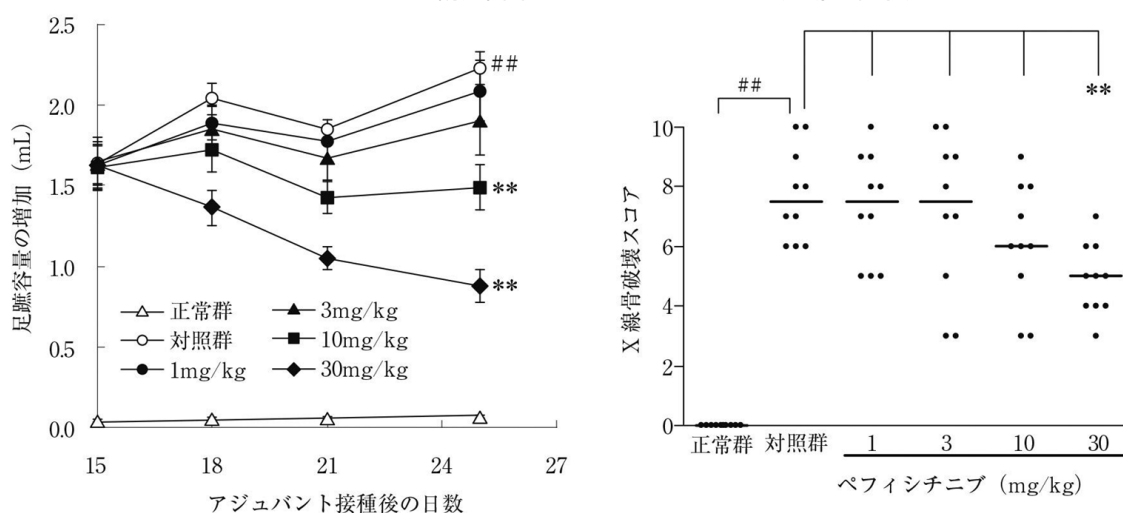 2.5
2.0
1.5
1.0
0.5
0.0
足蹠容量の増加（mL）
##
**
**
正常群
対照群
1mg/kg
3mg/kg
10mg/kg
30mg/kg
15 18 21 24 27
アジュバント接種後の日数
##
**
10
8
6
4
2
0
X線骨破壊スコア
正常群 対照群 1 3 10 30
ペフィシチニブ（mg/kg）